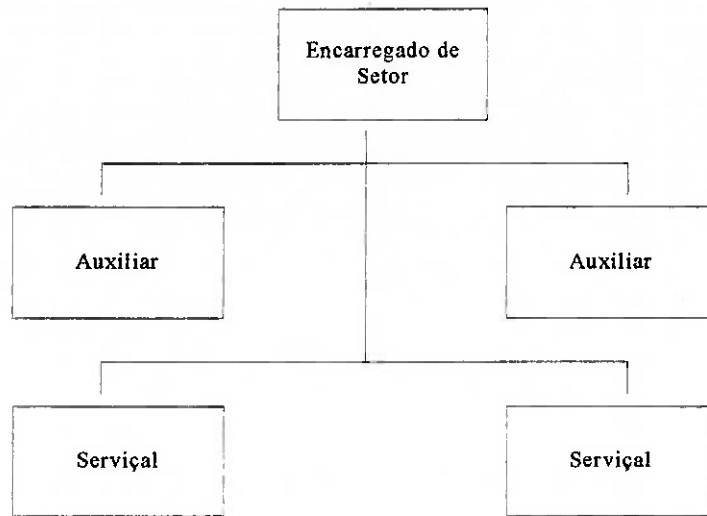 Encarregado de
Setor
Auxiliar
Auxiliar
Serviçal
Serviçal